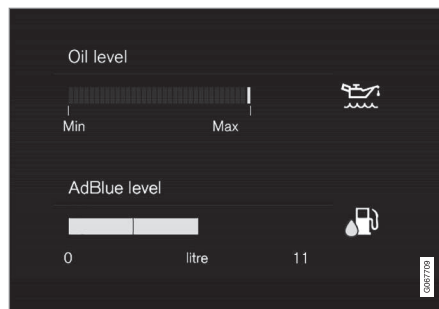 Oil level
Min Max
AdBlue level
0 litre 11
G067709